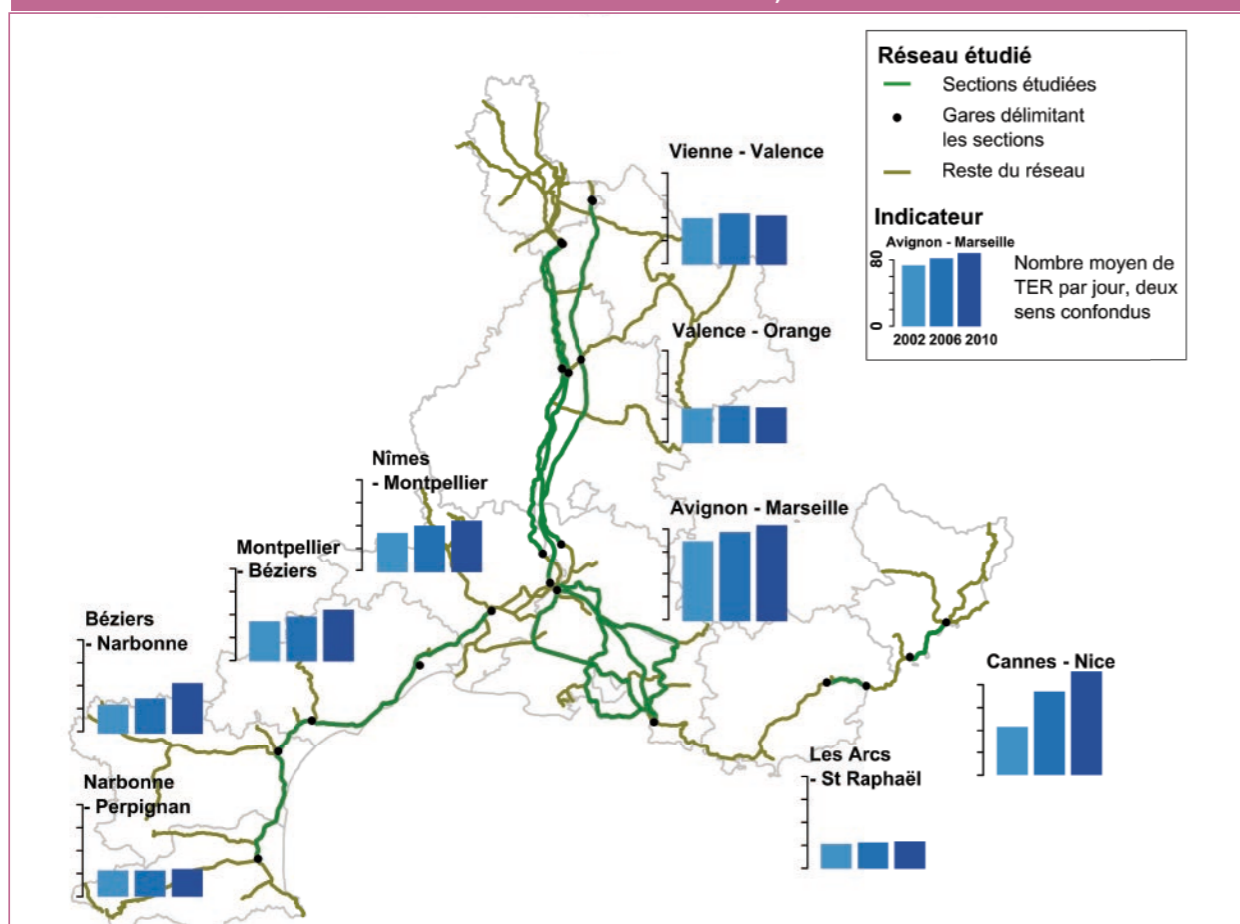 Réseau étudié
Sections étudiées
Gares délimitant
les sections
Reste du réseau
Indicateur
Avignon - Marseille
80
0
2002 2006 2010
Nombre moyen de
TER par jour, deux
sens confondus
Vienne - Valence
Valence - Orange
Nîmes
- Montpellier
Avignon - Marseille
Montpellier
- Béziers
Béziers
- Narbonne
Cannes - Nice
Les Arcs
- St Raphaël
Narbonne
- Perpignan